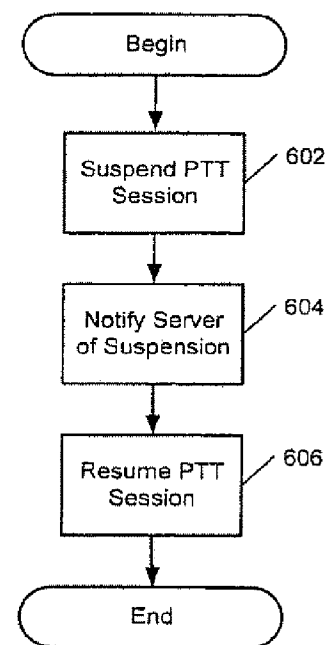 Begin
Suspend PTT
Session
602
Notify Server
of Suspension
604
Resume PTT
Session
606
End